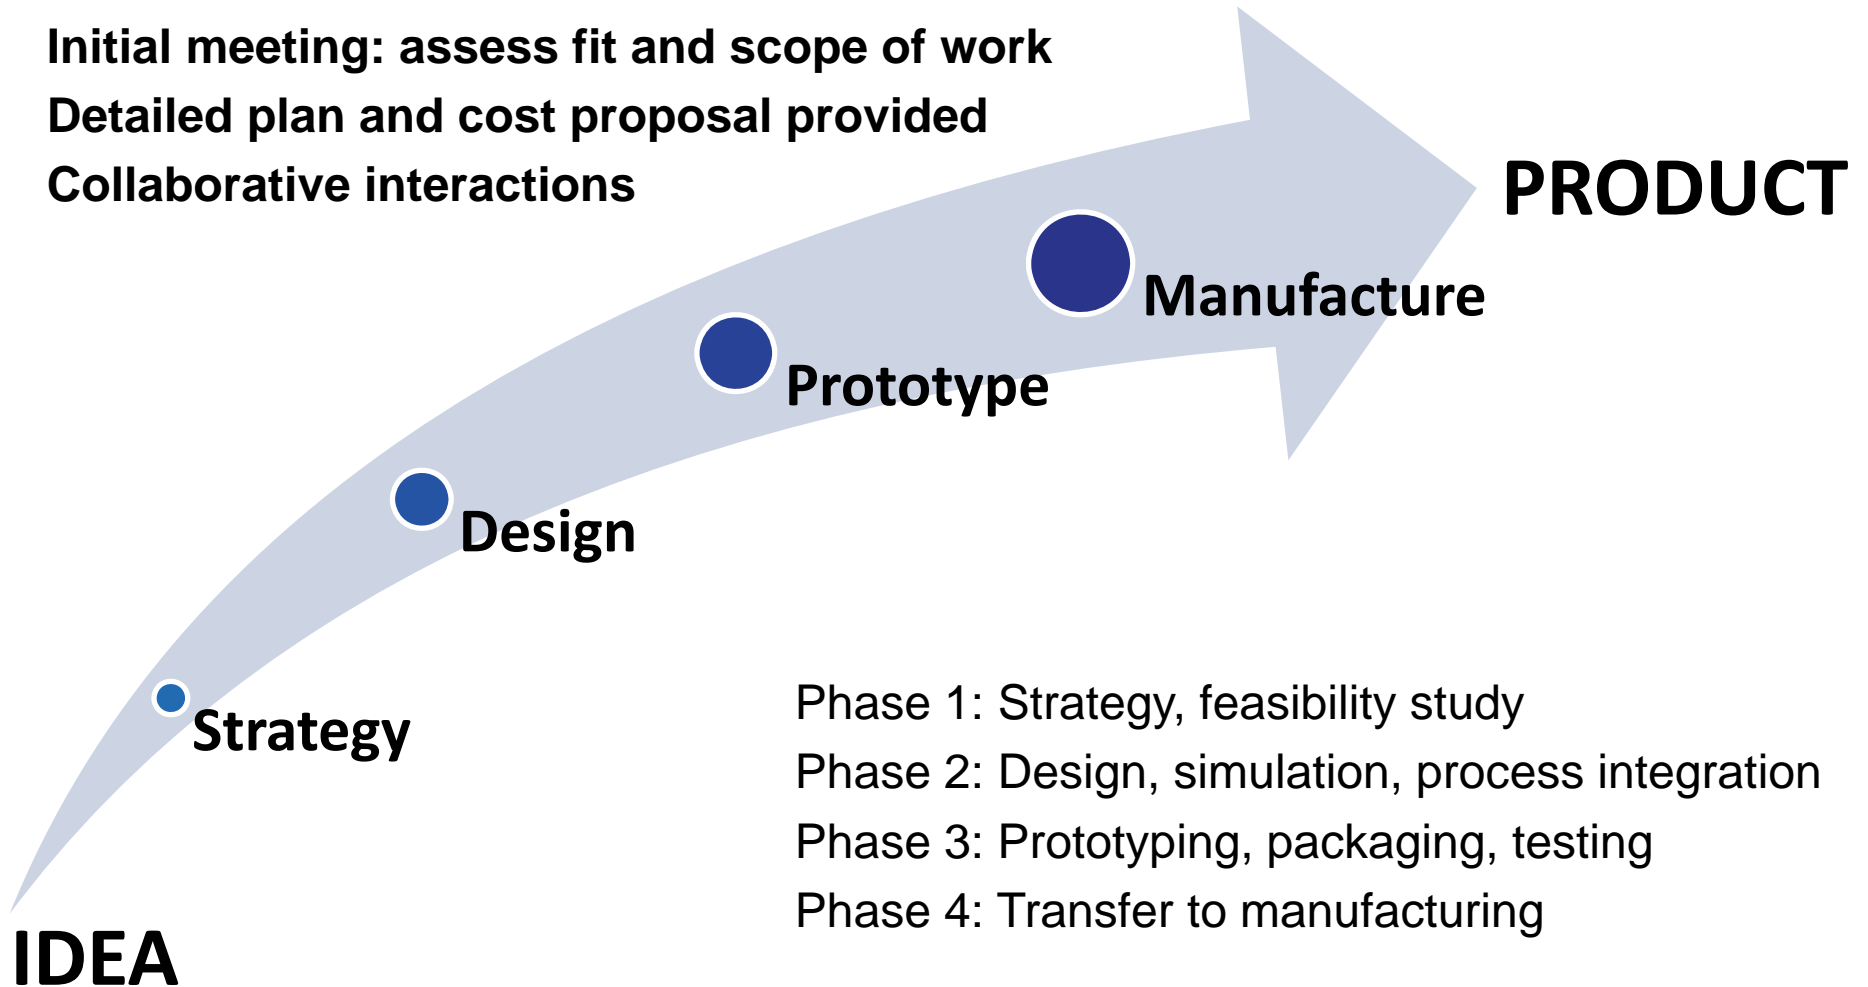 Initial meeting: assess fit and scope of work
Detailed plan and cost proposal provided
Collaborative interactions
PRODUCT
Manufacture
Prototype
Design
Strategy
Phase 1: Strategy, feasibility study
Phase 2: Design, simulation, process integration
Phase 3: Prototyping, packaging, testing
Phase 4: Transfer to manufacturing
IDEA